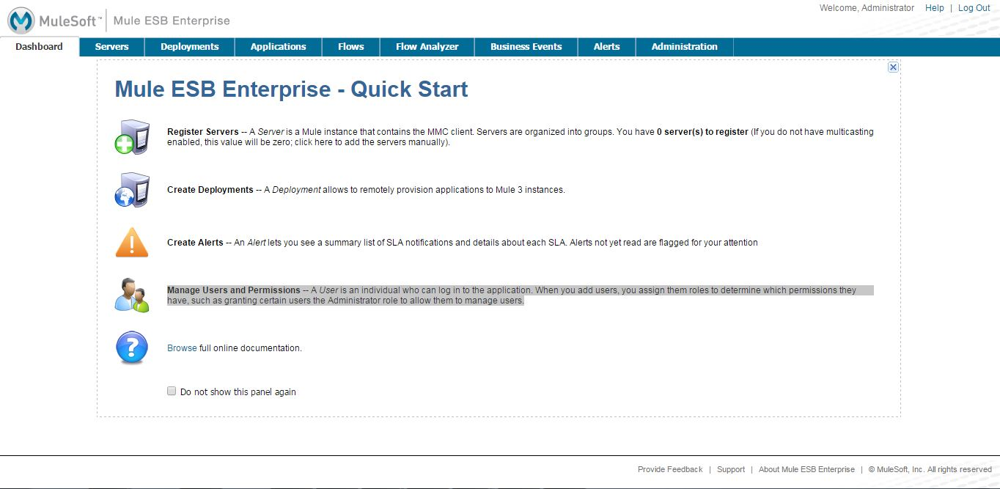 MuleSoft™ Mule ESB Enterprise
Welcome, Administrator Help | Log Out
Dashboard Servers Deployments Applications Flows Flow Analyzer Business Events Alerts Administration
Mule ESB Enterprise - Quick Start
Register Servers -- A Server is a Mule instance that contains the MMC client. Servers are organized into groups. You have 0 server(s) to register (If you do not have multicasting
enabled, this value will be zero; click here to add the servers manually).
Create Deployments -- A Deployment allows to remotely provision applications to Mule 3 instances.
Create Alerts -- An Alert lets you see a summary list of SLA notifications and details about each SLA. Alerts not yet read are flagged for your attention
Manage Users and Permissions -- A User is an individual who can log in to the application. When you add users, you assign them roles to determine which permissions they
have, such as granting certain users the Administrator role to allow them to manage users.
Browse full online documentation.
Do not show this panel again
Provide Feedback | Support | About Mule ESB Enterprise | © MuleSoft, Inc. All rights reserved